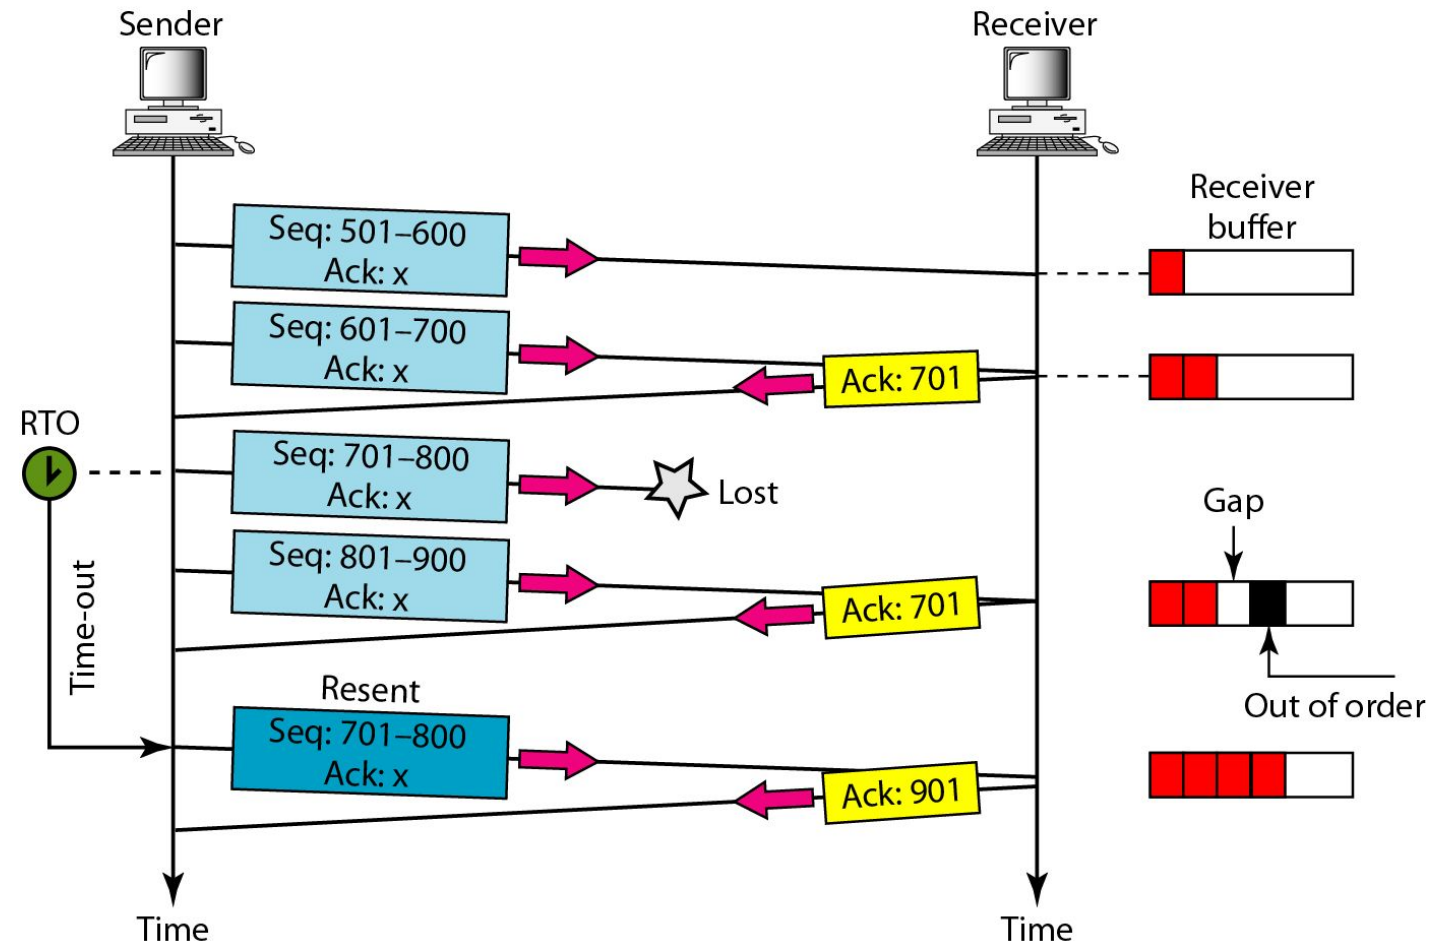 Sender
Receiver
Receiver
buffer
Seq: 501–600
Ack: x
Seq: 601–700
Ack: x
Ack: 701
RTO
Seq: 701–800
Ack: x
Lost
Gap
Time-out
Seq: 801–900
Ack: x
Ack: 701
Out of order
Resent
Seq: 701–800
Ack: x
Ack: 901
Time
Time